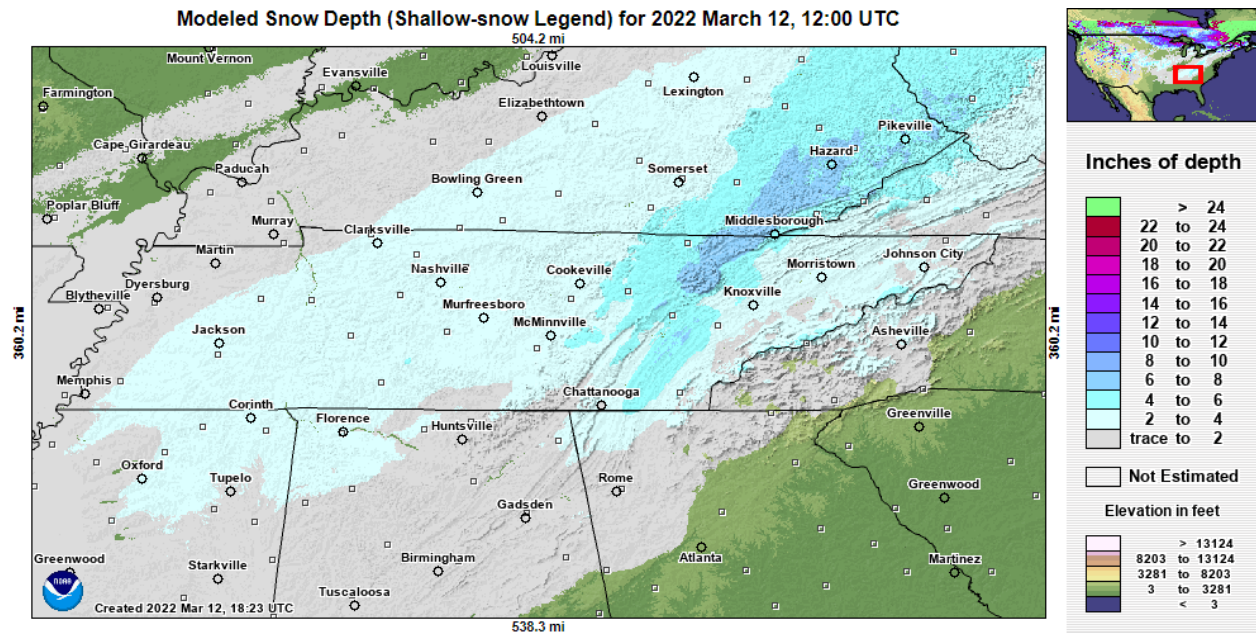 Modeled Snow Depth (Shallow-snow Legend) for 2022 March 12, 12:00 UTC
504.2 mi
Mount Vernon
Louisville
Evansville
Farmington
Lexington
Elizabethtown
Pikeville
Cape Girardeau
Hazard
Paducah
Somerset
Bowling Green
Poplar Bluff
Murray
Middlesborough
Clarksville
Martin
Johnson City
Nashville
Cookeville
Morristown
Dyersburg
Blytheville
Knoxville
Murfreesboro
McMinnville
Jackson
Asheville
360.2 mi
360.2 mi
Memphis
Chattanooga
Corinth
Florence
Greenville
Huntsville
Oxford
Tupelo
Rome
Greenwood
Gadsden
Greenwood
Starkville
Birmingham
Atlanta
Martinez
Tuscaloosa
NOAA
Created 2022 Mar 12, 18:23 UTC
538.3 mi
Inches of depth
> 24
22 to 24
20 to 22
18 to 20
16 to 18
14 to 16
12 to 14
10 to 12
8 to 10
6 to 8
4 to 6
2 to 4
trace to 2
Not Estimated
Elevation in feet
> 13124
8203 to 13124
3281 to 8203
3 to 3281
< 3